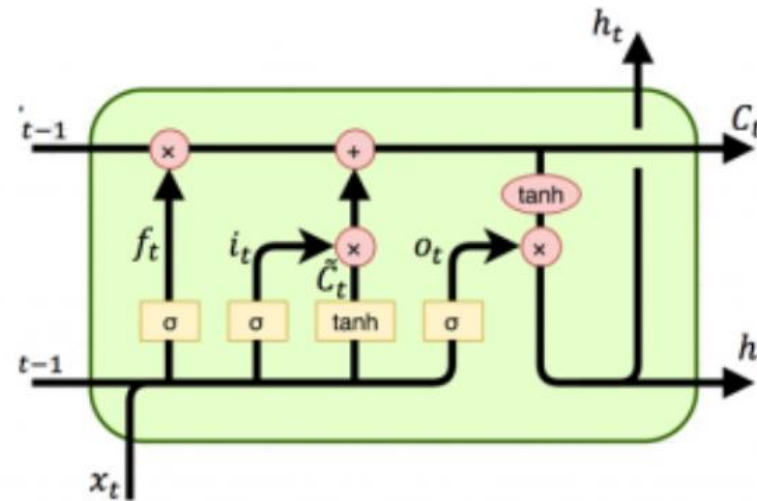 h_t
t−1
C_t
×
+
tanh
f_t
i_t
×
o_t
×
C̃_t
σ
σ
tanh
σ
t−1
h
x_t